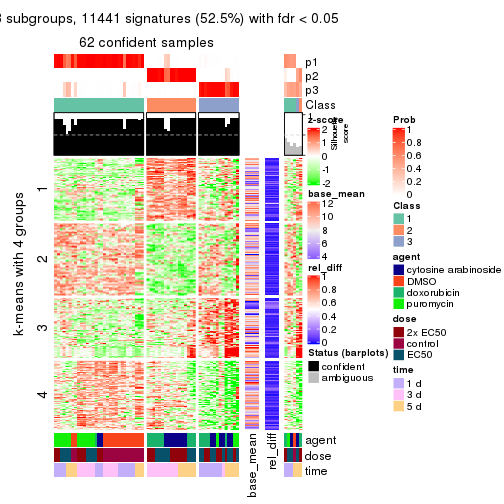 3 subgroups, 11441 signatures (52.5%) with fdr < 0.05
62 confident samples
p1
p2
p3
Class
Silhouette score
1
2
3
4
k-means with 4 groups
agent
dose
time
base_mean
rel_diff
z-score
2
1
0
-1
-2
base_mean
12
10
8
6
4
rel_diff
1
0.8
0.6
0.4
0.2
0
Status (barplots)
confident
ambiguous
Prob
1
0.8
0.6
0.4
0.2
0
Class
1
2
3
agent
cytosine arabinoside
DMSO
doxorubicin
puromycin
dose
2x EC50
control
EC50
time
1 d
3 d
5 d